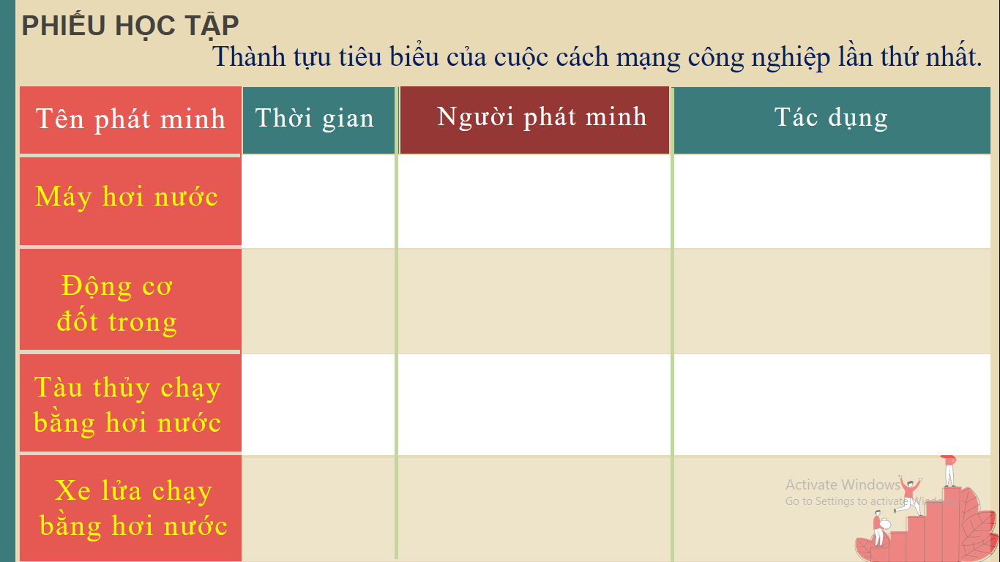 PHIẾU HỌC TẬP
Thành tựu tiêu biểu của cuộc cách mạng công nghiệp lần thứ nhất.
Tên phát minh
Thời gian
Người phát minh
Tác dụng
Máy hơi nước
Động cơ
đốt trong
Tàu thủy chạy
bằng hơi nước
Xe lửa chạy
bằng hơi nước
Activate Windows
Go to Settings to activate Windows.